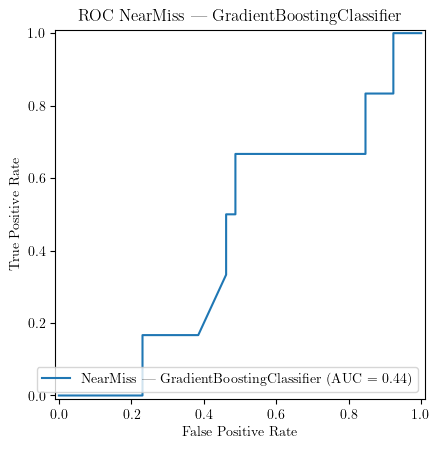 ROC NearMiss — GradientBoostingClassifier
True Positive Rate
1.0
0.8
0.6
0.4
0.2
0.0
NearMiss — GradientBoostingClassifier (AUC = 0.44)
0.0 0.2 0.4 0.6 0.8 1.0
False Positive Rate